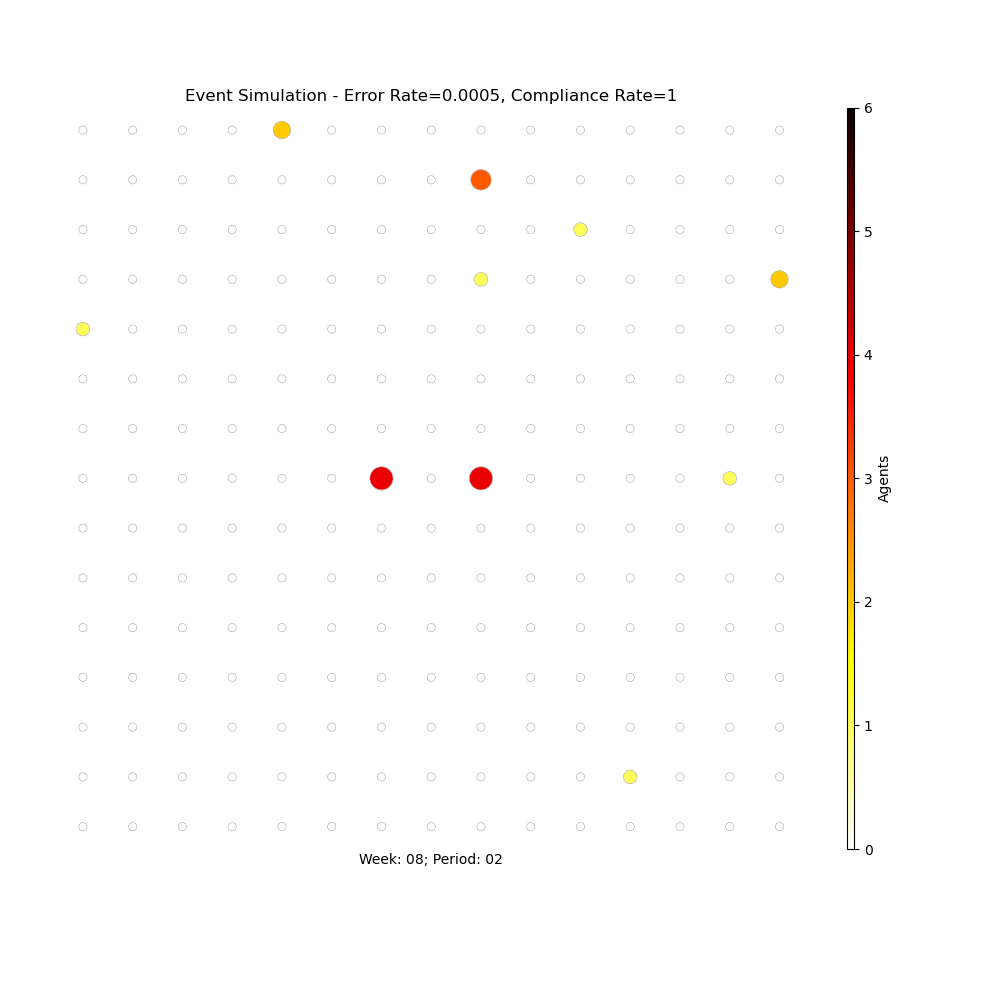 Event Simulation - Error Rate=0.0005, Compliance Rate=1
6
5
4
3
2
1
0
Agents
Week: 08; Period: 02